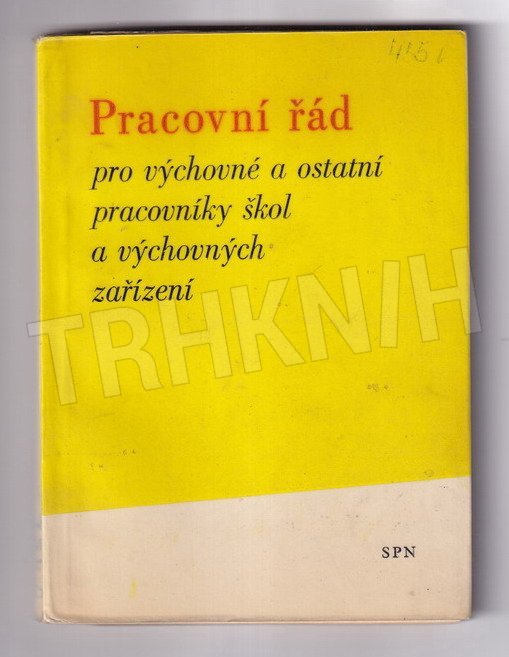 Pracovní řád
pro výchovné a ostatní
pracovníky škol
a výchovných
zařízení
TRHKNIH
SPN